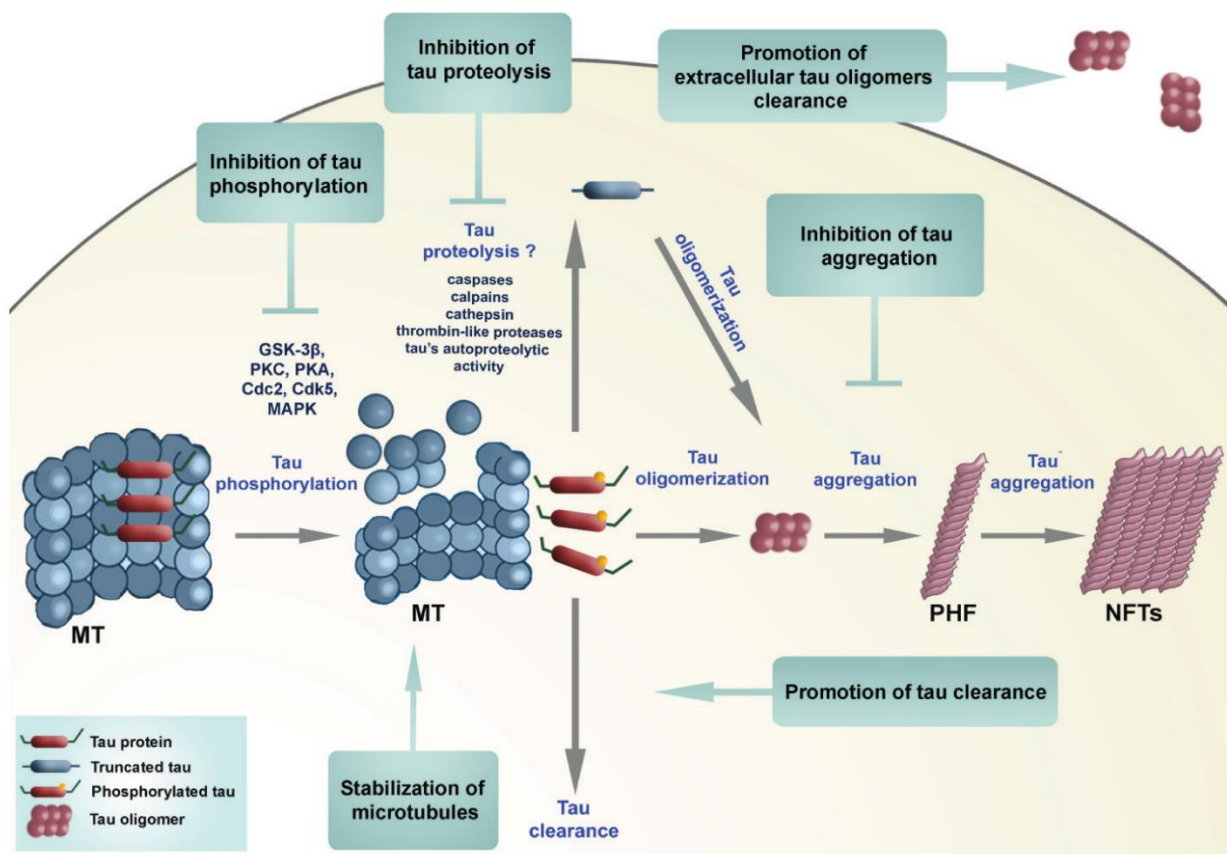 Inhibition of
tau proteolysis
Promotion of
extracellular tau oligomers
clearance
Inhibition of tau
phosphorylation
Tau
proteolysis ?
caspases
calpains
cathepsin
thrombin-like proteases
tau's autoproteolytic
activity
Tau
oligomerization
Inhibition of tau
aggregation
GSK-3β,
PKC, PKA,
Cdc2, Cdk5,
MAPK
Tau
phosphorylation
Tau
oligomerization
Tau
aggregation
Tau
aggregation
MT
MT
PHF
NFTs
Promotion of tau clearance
Stabilization of
microtubules
Tau
clearance
Tau protein
Truncated tau
Phosphorylated tau
Tau oligomer